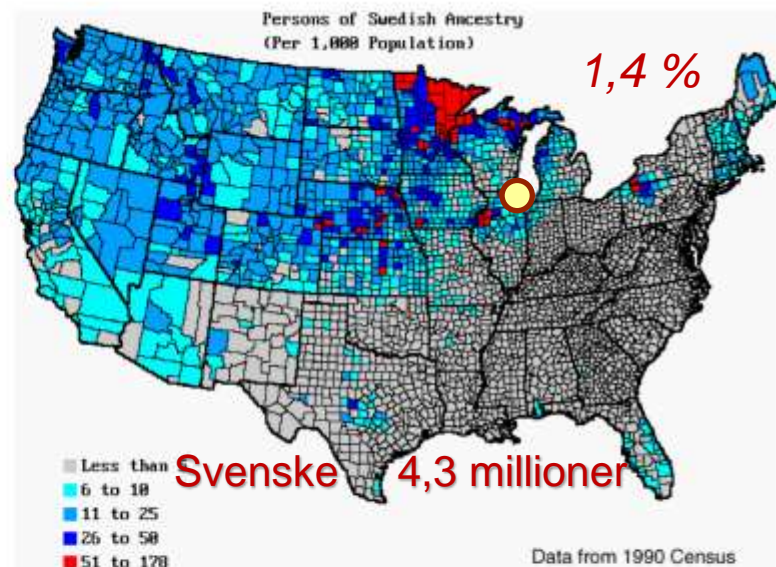 Persons of Swedish Ancestry
(Per 1,000 Population)
1,4 %
Less than
Svenske 4,3 millioner
6 to 10
11 to 25
26 to 50
51 to 178
Data from 1990 Census